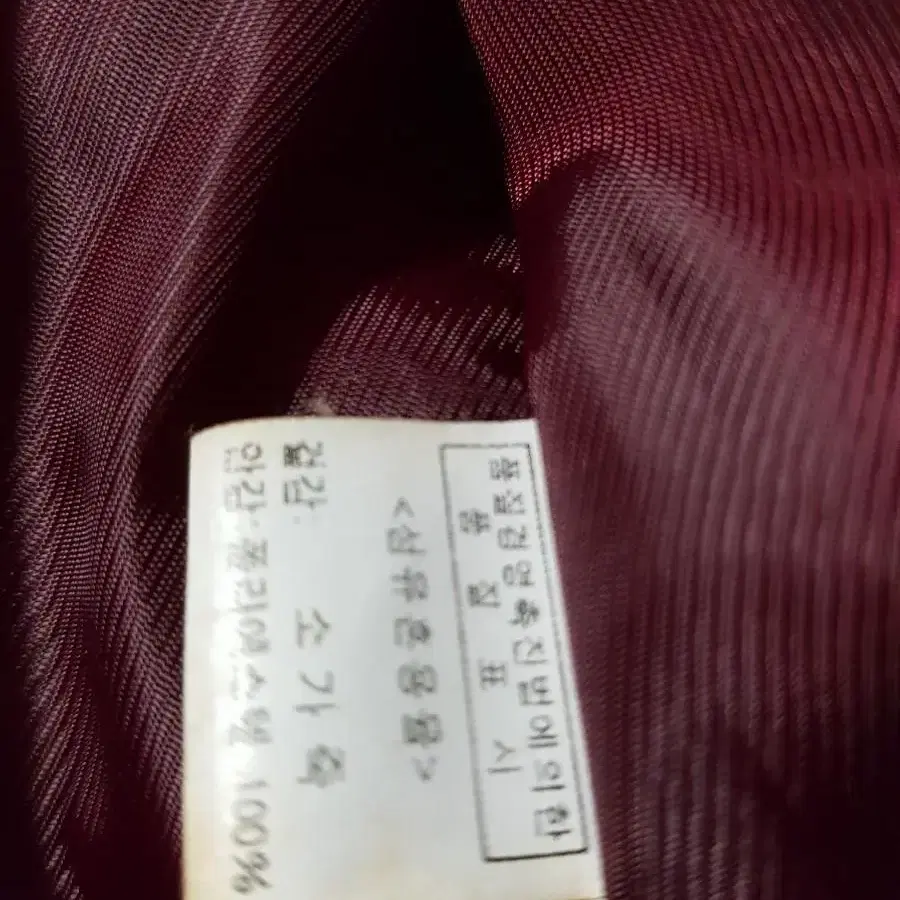 품질경영촉진법에의한
품 질 표 시
<섬유혼용율>
겉감: 소 가 죽
안감: 폴리에스텔 100%